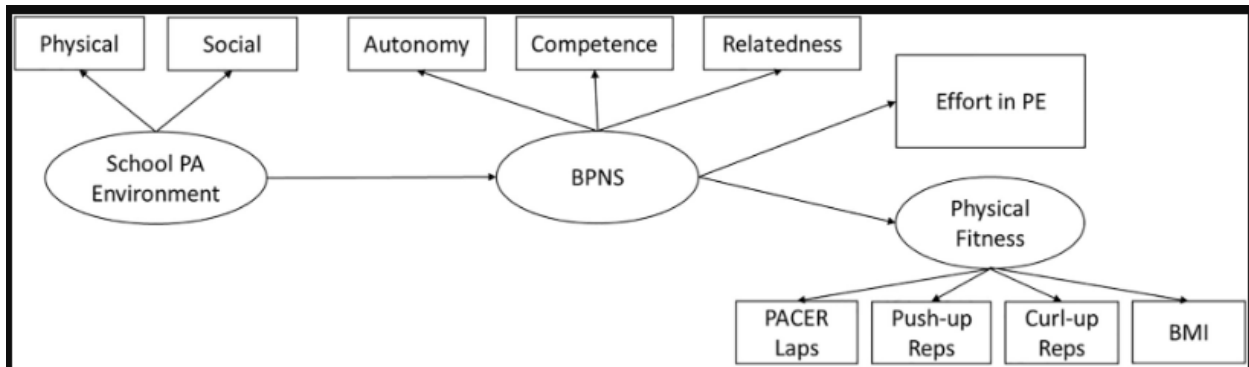 Physical
Social
Autonomy
Competence
Relatedness
Effort in PE
School PA
Environment
BPNS
Physical
Fitness
PACER
Laps
Push-up
Reps
Curl-up
Reps
BMI